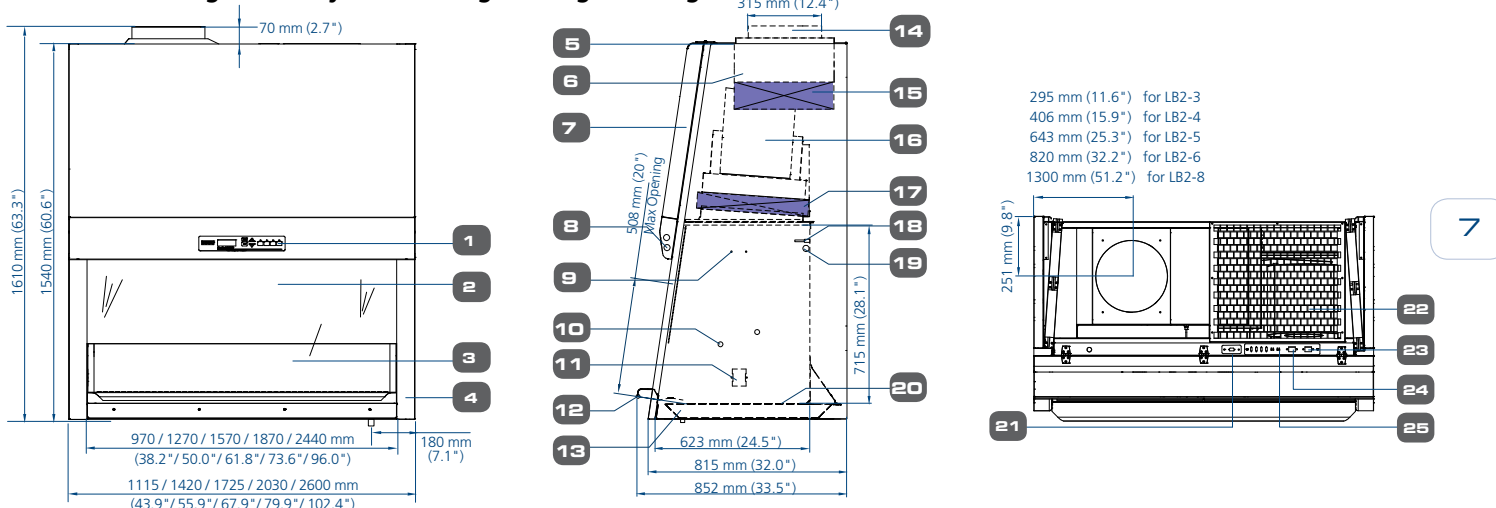 70 mm (2.7")
1610 mm (63.3")
1540 mm (60.6")
1
2
3
4
970 / 1270 / 1570 / 1870 / 2440 mm
(38.2"/ 50.0"/ 61.8"/ 73.6"/ 96.0")
180 mm
(7.1")
1115 / 1420 / 1725 / 2030 / 2600 mm
(43.9"/ 55.9"/ 67.9"/ 79.9"/ 102.4")
315 mm (12.4")
5
6
7
8
9
10
11
12
13
14
15
16
17
18
19
20
508 mm (20")
Max Opening
715 mm (28.1")
623 mm (24.5")
815 mm (32.0")
852 mm (33.5")
295 mm (11.6") for LB2-3
406 mm (15.9") for LB2-4
643 mm (25.3") for LB2-5
820 mm (32.2") for LB2-6
1300 mm (51.2") for LB2-8
251 mm (9.8")
21
22
23
24
25
7